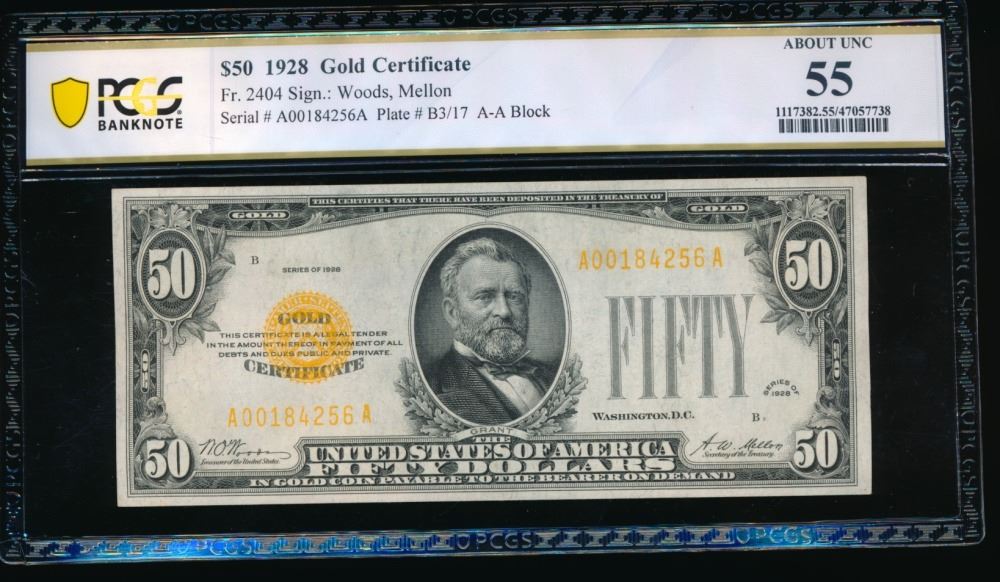 $50 1928 Gold Certificate
Fr. 2404 Sign.: Woods, Mellon
Serial # A00184256A Plate # B3/17 A-A Block
PCGS
BANKNOTE
ABOUT UNC
55
1117382.55/47057738
THIS CERTIFIES THAT THERE HAVE BEEN DEPOSITED IN THE TREASURY OF
GOLD GOLD
50 50
B
SERIES OF 1928
A00184256A
GOLD
THIS CERTIFICATE IS A LEGAL TENDER
IN THE AMOUNT THEREOF IN PAYMENT OF ALL
DEBTS AND DUES PUBLIC AND PRIVATE.
CERTIFICATE
FIFTY
SERIES OF
1928
A00184256A
WASHINGTON, D.C.
B
GRANT
50 50
W.O. Woods
Treasurer of the United States.
A. W. Mellon
Secretary of the Treasury.
THE
UNITED STATES OF AMERICA
FIFTY DOLLARS
IN GOLD COIN PAYABLE TO THE BEARER ON DEMAND
PCGS